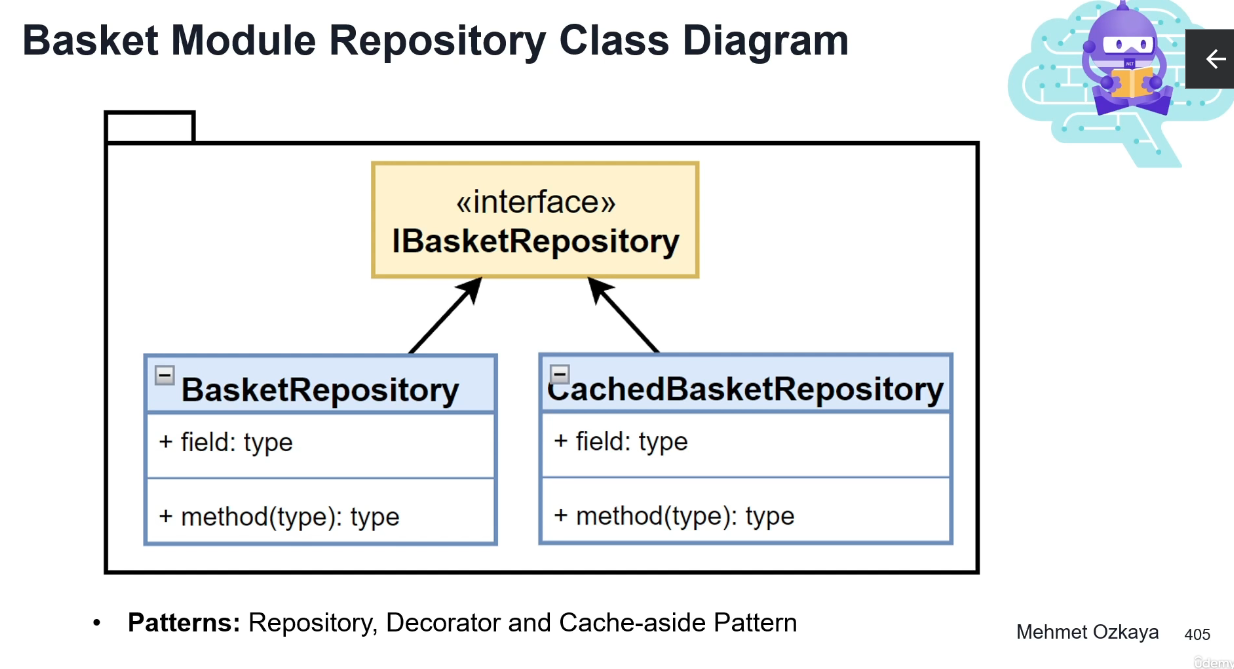 Basket Module Repository Class Diagram
«interface»
IBasketRepository
BasketRepository
+ field: type
+ method(type): type
CachedBasketRepository
+ field: type
+ method(type): type
• Patterns: Repository, Decorator and Cache-aside Pattern
Mehmet Ozkaya 405